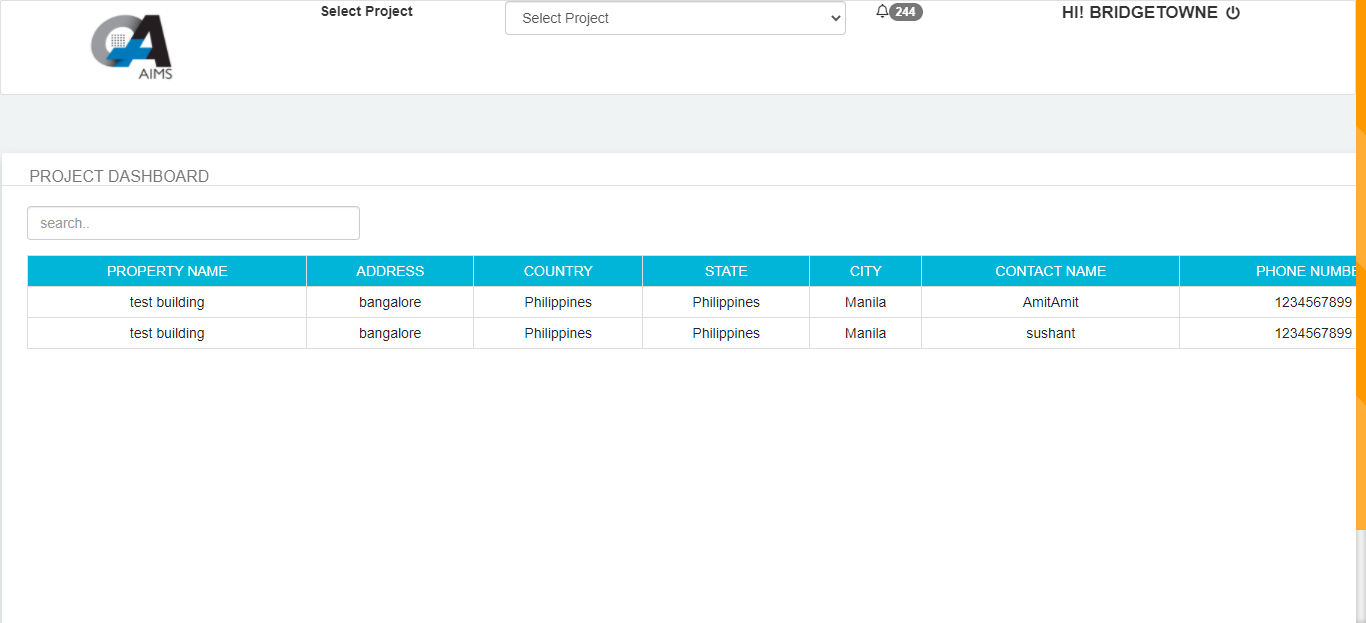 Select Project
Select Project
244
HI! BRIDGETOWNE
AIMS
PROJECT DASHBOARD
search..
PROPERTY NAME ADDRESS COUNTRY STATE CITY CONTACT NAME PHONE NUMBE
test building bangalore Philippines Philippines Manila AmitAmit 1234567899
test building bangalore Philippines Philippines Manila sushant 1234567899